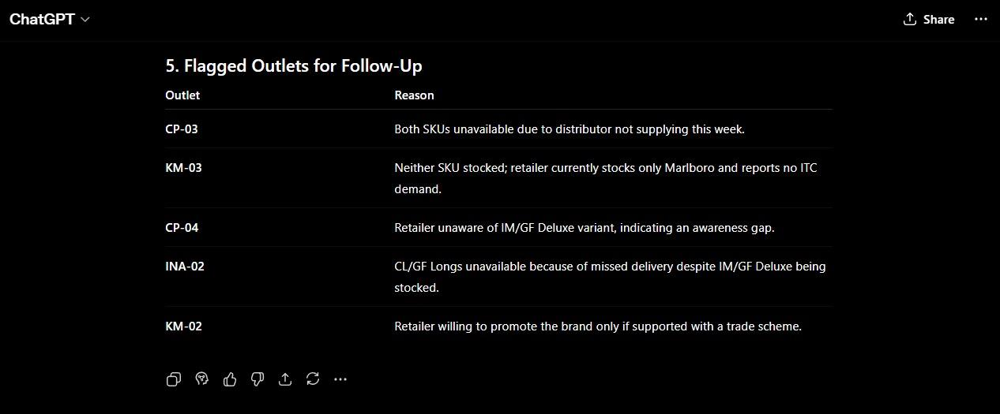 ChatGPT
Share
5. Flagged Outlets for Follow-Up
Outlet Reason
CP-03 Both SKUs unavailable due to distributor not supplying this week.
KM-03 Neither SKU stocked; retailer currently stocks only Marlboro and reports no ITC
demand.
CP-04 Retailer unaware of IM/GF Deluxe variant, indicating an awareness gap.
INA-02 CL/GF Longs unavailable because of missed delivery despite IM/GF Deluxe being
stocked.
KM-02 Retailer willing to promote the brand only if supported with a trade scheme.